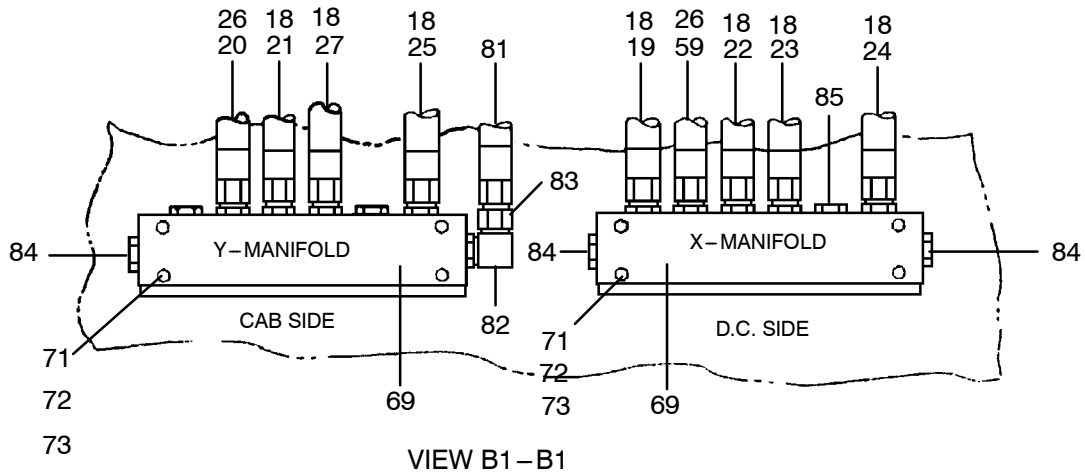 26 18 18 18 81 18 26 18 18 18
20 21 27 25 19 59 22 23 24
85
83
Y-MANIFOLD X-MANIFOLD
84 84 84
CAB SIDE 82 D.C. SIDE
71 71
72 72
73 69 73 69
VIEW B1-B1